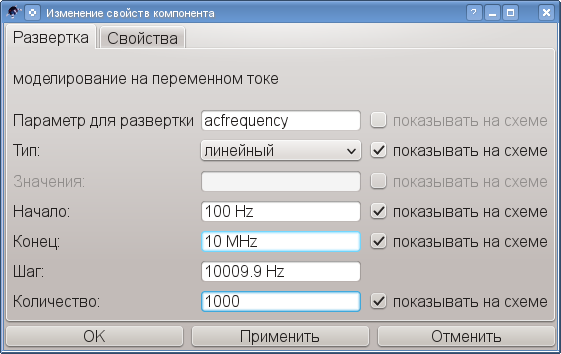 Изменение свойств компонента
Развертка Свойства
моделирование на переменном токе
Параметр для развертки acfrequency показывать на схеме
Тип: линейный показывать на схеме
Значения: показывать на схеме
Начало: 100 Hz показывать на схеме
Конец: 10 MHz показывать на схеме
Шаг: 10009.9 Hz
Количество: 1000 показывать на схеме
OK Применить Отменить